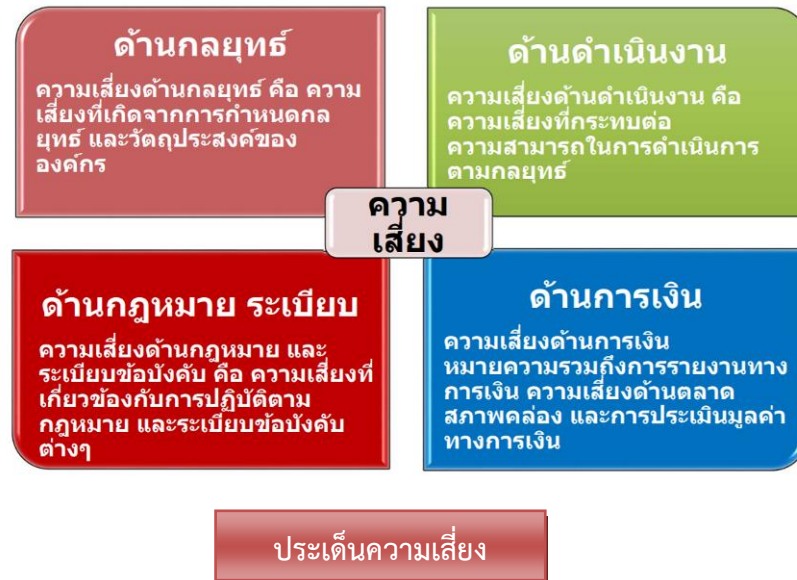 ด้านกลยุทธ์
ความเสี่ยงด้านกลยุทธ์ คือ ความ
เสี่ยงที่เกิดจากการกำหนดกล
ยุทธ์ และวัตถุประสงค์ของ
องค์กร
ด้านดำเนินงาน
ความเสี่ยงด้านดำเนินงาน คือ
ความเสี่ยงที่กระทบต่อ
ความสามารถในการดำเนินการ
ตามกลยุทธ์
ความ
เสี่ยง
ด้านกฎหมาย ระเบียบ
ความเสี่ยงด้านกฎหมาย และ
ระเบียบข้อบังคับ คือ ความเสี่ยงที่
เกี่ยวข้องกับการปฏิบัติตาม
กฎหมาย และระเบียบข้อบังคับ
ต่างๆ
ด้านการเงิน
ความเสี่ยงด้านการเงิน
หมายความรวมถึงการรายงานทาง
การเงิน ความเสี่ยงด้านตลาด
สภาพคล่อง และการประเมินมูลค่า
ทางการเงิน
ประเด็นความเสี่ยง